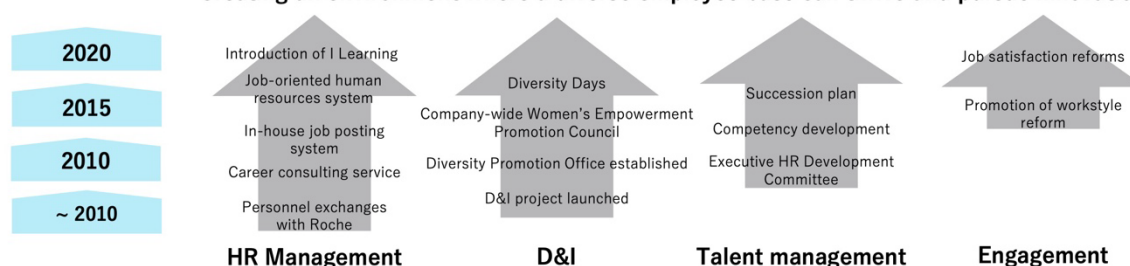 2020
2015
2010
~ 2010
Introduction of I Learning
Job-oriented human
resources system
In-house job posting
system
Career consulting service
Personnel exchanges
with Roche
HR Management
Diversity Days
Company-wide Women's Empowerment
Promotion Council
Diversity Promotion Office established
D&I project launched
D&I
Succession plan
Competency development
Executive HR Development
Committee
Talent management
Job satisfaction reforms
Promotion of workstyle
reform
Engagement